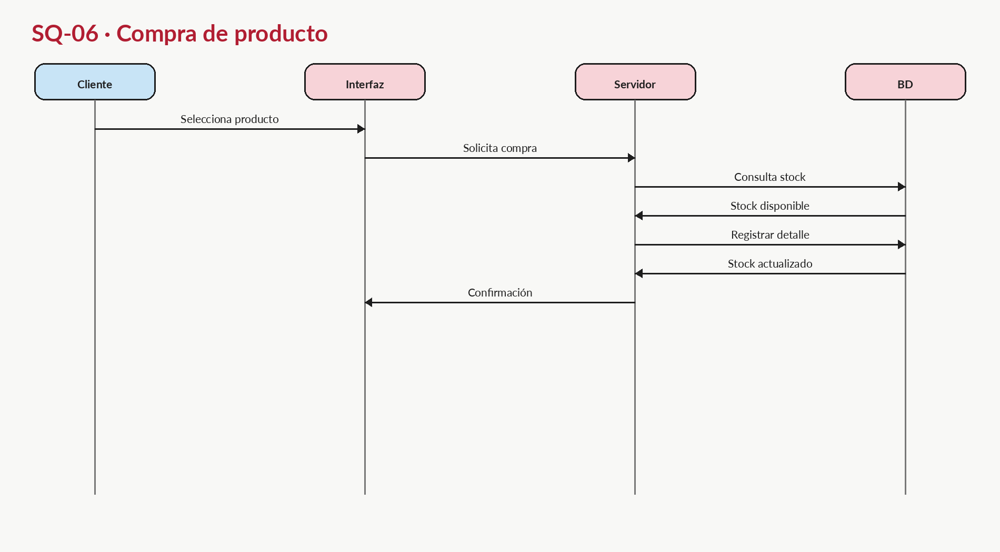 SQ-06 · Compra de producto
Cliente
Interfaz
Servidor
BD
Selecciona producto
Solicita compra
Consulta stock
Stock disponible
Registrar detalle
Stock actualizado
Confirmación